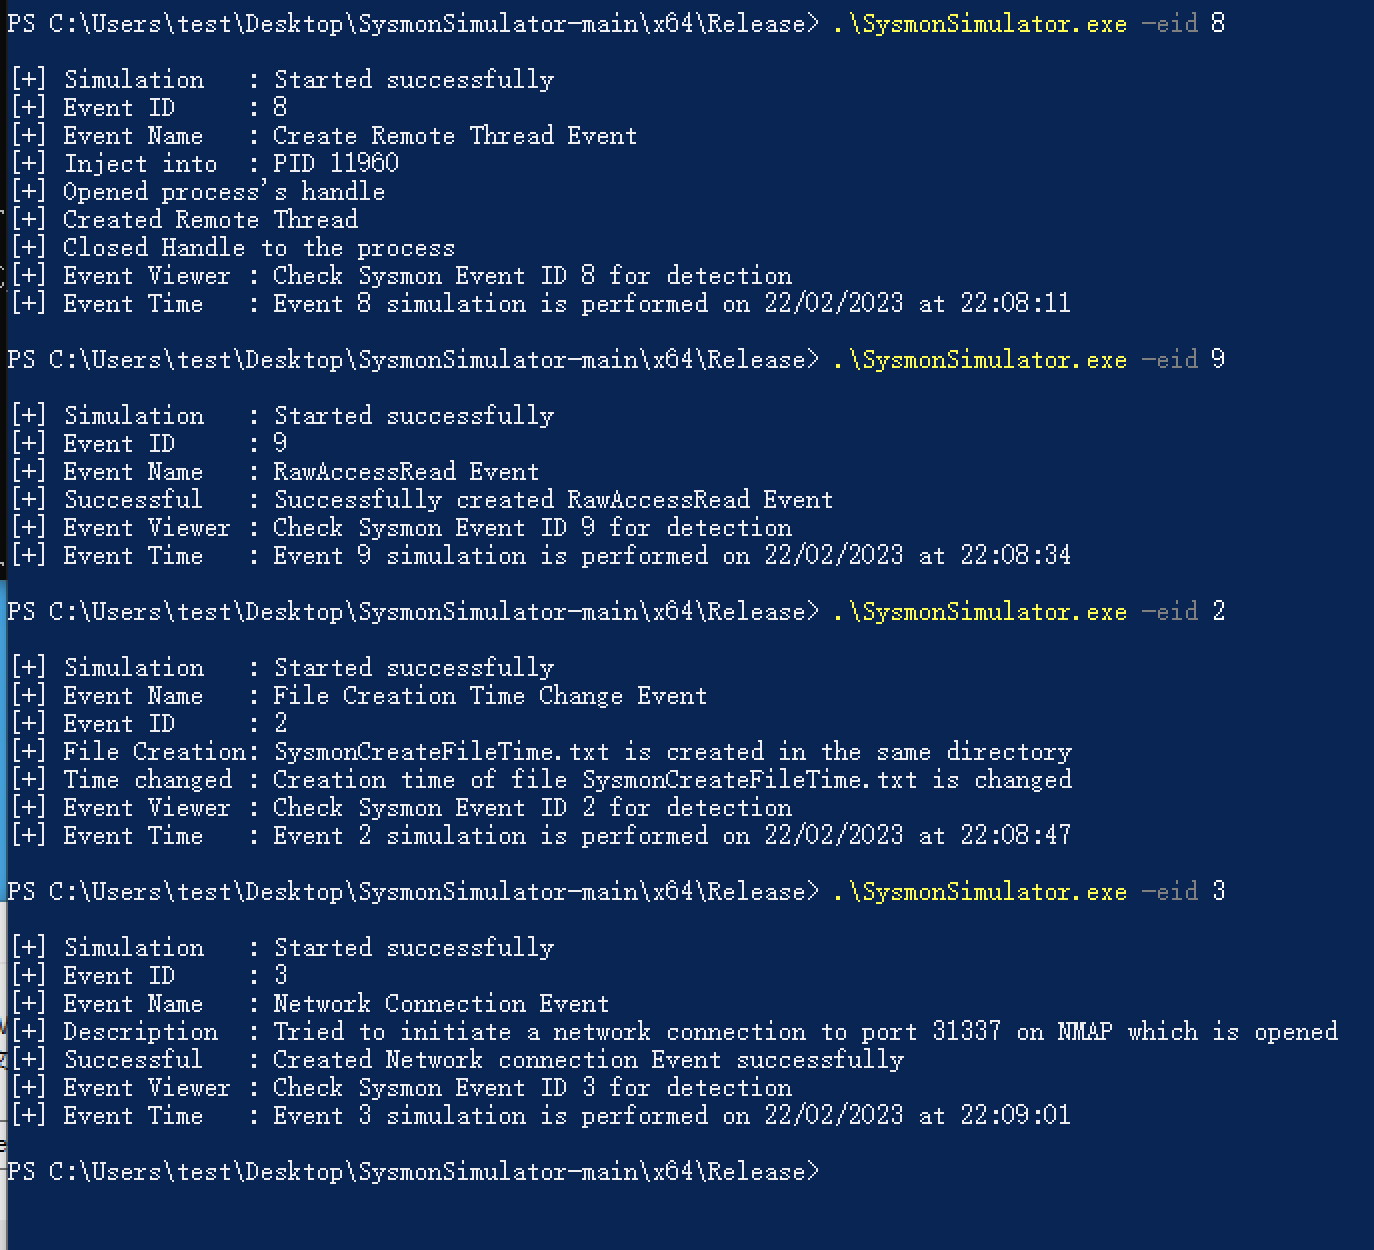 PS C:\Users\test\Desktop\SysmonSimulator-main\x64\Release> .\SysmonSimulator.exe -eid 8
[+] Simulation   : Started successfully
[+] Event ID     : 8
[+] Event Name   : Create Remote Thread Event
[+] Inject into  : PID 11960
[+] Opened process's handle
[+] Created Remote Thread
[+] Closed Handle to the process
[+] Event Viewer : Check Sysmon Event ID 8 for detection
[+] Event Time   : Event 8 simulation is performed on 22/02/2023 at 22:08:11
PS C:\Users\test\Desktop\SysmonSimulator-main\x64\Release> .\SysmonSimulator.exe -eid 9
[+] Simulation   : Started successfully
[+] Event ID     : 9
[+] Event Name   : RawAccessRead Event
[+] Successful   : Successfully created RawAccessRead Event
[+] Event Viewer : Check Sysmon Event ID 9 for detection
[+] Event Time   : Event 9 simulation is performed on 22/02/2023 at 22:08:34
PS C:\Users\test\Desktop\SysmonSimulator-main\x64\Release> .\SysmonSimulator.exe -eid 2
[+] Simulation   : Started successfully
[+] Event Name   : File Creation Time Change Event
[+] Event ID     : 2
[+] File Creation: SysmonCreateFileTime.txt is created in the same directory
[+] Time changed : Creation time of file SysmonCreateFileTime.txt is changed
[+] Event Viewer : Check Sysmon Event ID 2 for detection
[+] Event Time   : Event 2 simulation is performed on 22/02/2023 at 22:08:47
PS C:\Users\test\Desktop\SysmonSimulator-main\x64\Release> .\SysmonSimulator.exe -eid 3
[+] Simulation   : Started successfully
[+] Event ID     : 3
[+] Event Name   : Network Connection Event
[+] Description  : Tried to initiate a network connection to port 31337 on NMAP which is opened
[+] Successful   : Created Network connection Event successfully
[+] Event Viewer : Check Sysmon Event ID 3 for detection
[+] Event Time   : Event 3 simulation is performed on 22/02/2023 at 22:09:01
PS C:\Users\test\Desktop\SysmonSimulator-main\x64\Release>